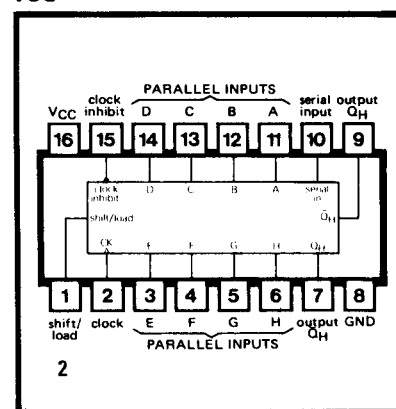 PARALLEL INPUTS
clock serial output
VCC inhibit D C B A input QH
16 15 14 13 12 11 10 9
clock D C B A serial
inhibit in
shift/load Q̅H
CK E F G H QH
1 2 3 4 5 6 7 8
shift/ clock E F G H output GND
load Q̅H
PARALLEL INPUTS
2